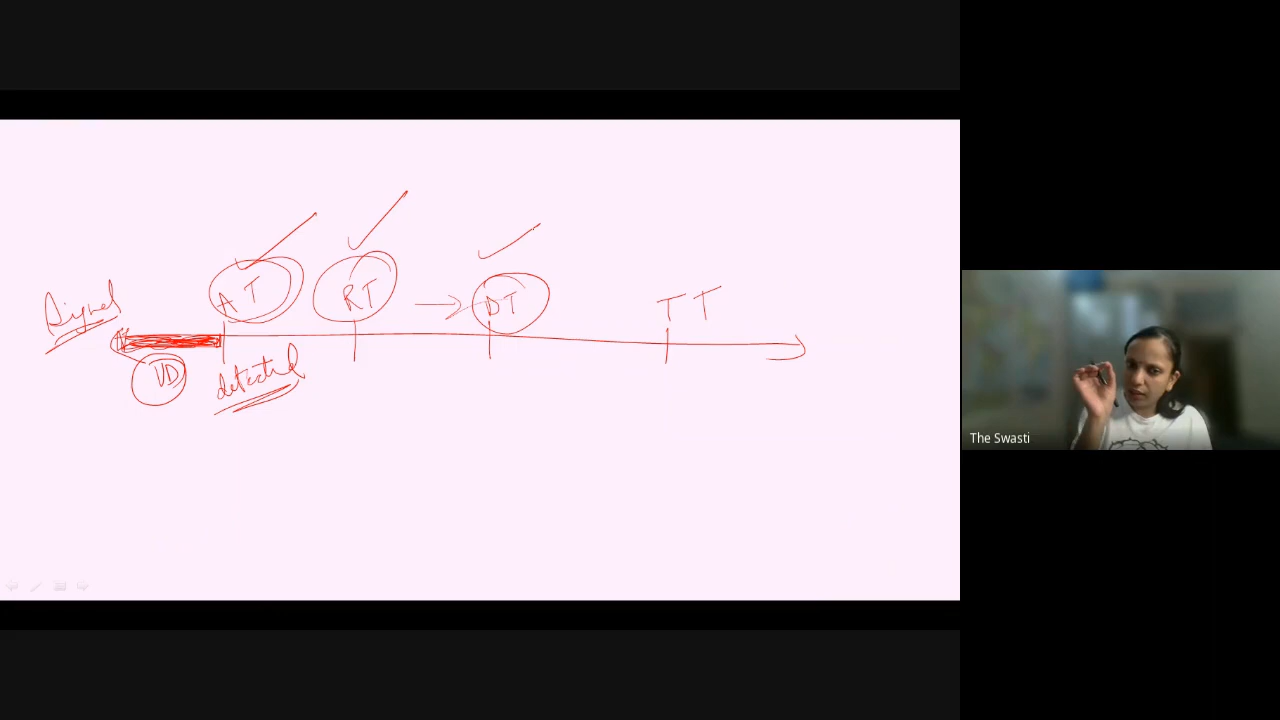 AT RT → DT TT
Signal
VD
detected
The Swasti